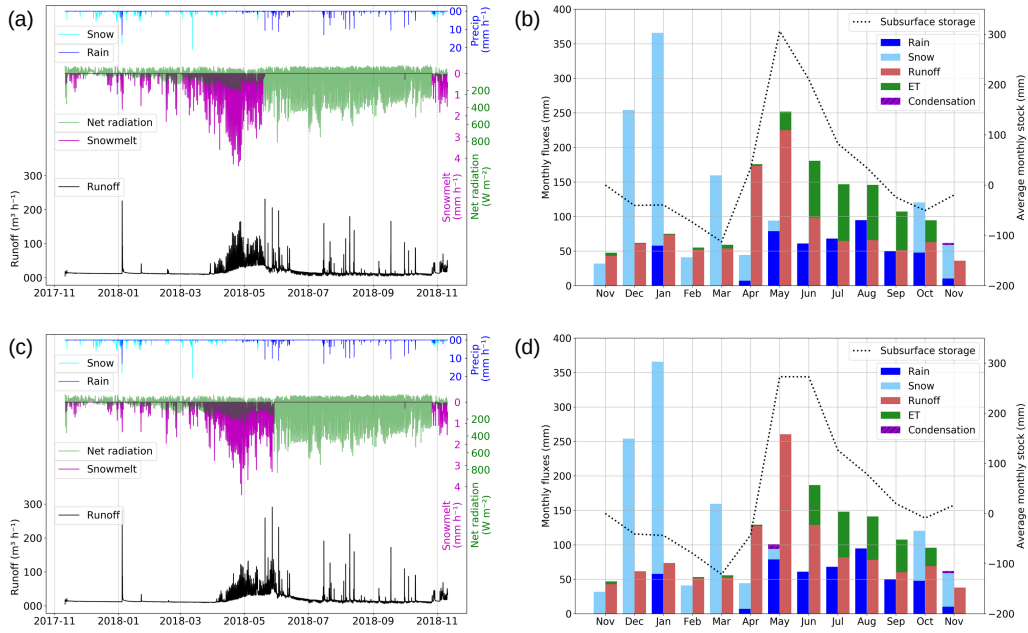 (a)
Snow
Rain
00
10
20
Precip
(mm h⁻¹)
0
1
2
3
4
200
400
600
800
Net radiation
Snowmelt
Snowmelt
(mm h⁻¹)
Net radiation
(W m⁻²)
Runoff
300
200
100
000
Runoff (m³ h⁻¹)
2017-11 2018-01 2018-03 2018-05 2018-07 2018-09 2018-11
(b)
Subsurface storage
Rain
Snow
Runoff
ET
Condensation
400
350
300
250
200
150
100
50
0
Monthly fluxes (mm)
300
200
100
0
−100
−200
Average monthly stock (mm)
Nov Dec Jan Feb Mar Apr May Jun Jul Aug Sep Oct Nov
(c)
Snow
Rain
00
10
20
Precip
(mm h⁻¹)
0
1
2
3
4
200
400
600
800
Net radiation
Snowmelt
Snowmelt
(mm h⁻¹)
Net radiation
(W m⁻²)
Runoff
300
200
100
000
Runoff (m³ h⁻¹)
2017-11 2018-01 2018-03 2018-05 2018-07 2018-09 2018-11
(d)
Subsurface storage
Rain
Snow
Runoff
ET
Condensation
400
350
300
250
200
150
100
50
0
Monthly fluxes (mm)
300
200
100
0
−100
−200
Average monthly stock (mm)
Nov Dec Jan Feb Mar Apr May Jun Jul Aug Sep Oct Nov